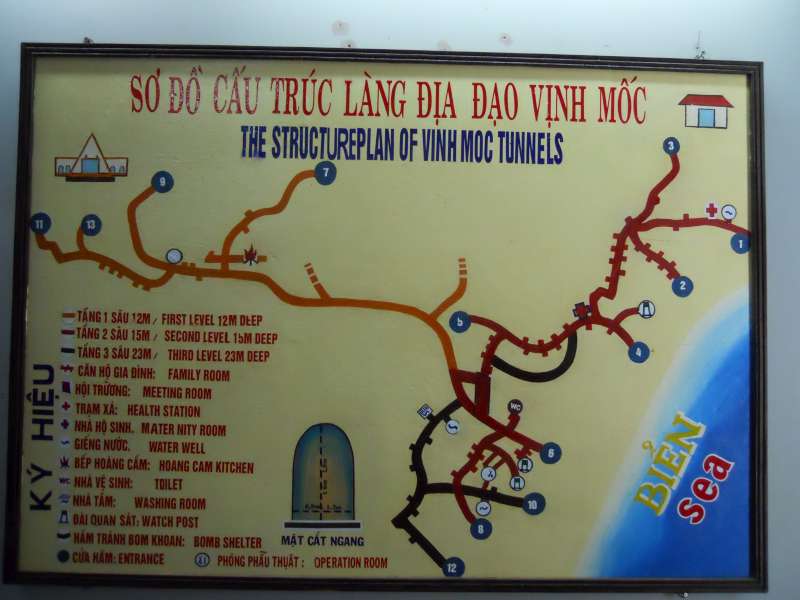 SƠ ĐỒ CẤU TRÚC LÀNG ĐỊA ĐẠO VỊNH MỐC
THE STRUCTUREPLAN OF VINH MOC TUNNELS
3
9
7
11
13
1
2
5
4
6
WC
10
8
12
BIỂN
sea
KÝ HIỆU
TẦNG 1 SÂU 12M / FIRST LEVEL 12M DEEP
TẦNG 2 SÂU 15M / SECOND LEVEL 15M DEEP
TẦNG 3 SÂU 23M / THIRD LEVEL 23M DEEP
CĂN HỘ GIA ĐÌNH: FAMILY ROOM
HỘI TRƯỜNG: MEETING ROOM
TRẠM XÁ: HEALTH STATION
NHÀ HỘ SINH. MATER NITY ROOM
GIẾNG NƯỚC. WATER WELL
BẾP HOÀNG CẦM: HOANG CAM KITCHEN
WC NHÀ VỆ SINH: TOILET
NHÀ TẮM: WASHING ROOM
ĐÀI QUAN SÁT: WATCH POST
HẦM TRÁNH BOM KHOAN: BOMB SHELTER
CỬA HẦM: ENTRANCE
PHÒNG PHẪU THUẬT: OPERATION ROOM
MẶT CẮT NGANG